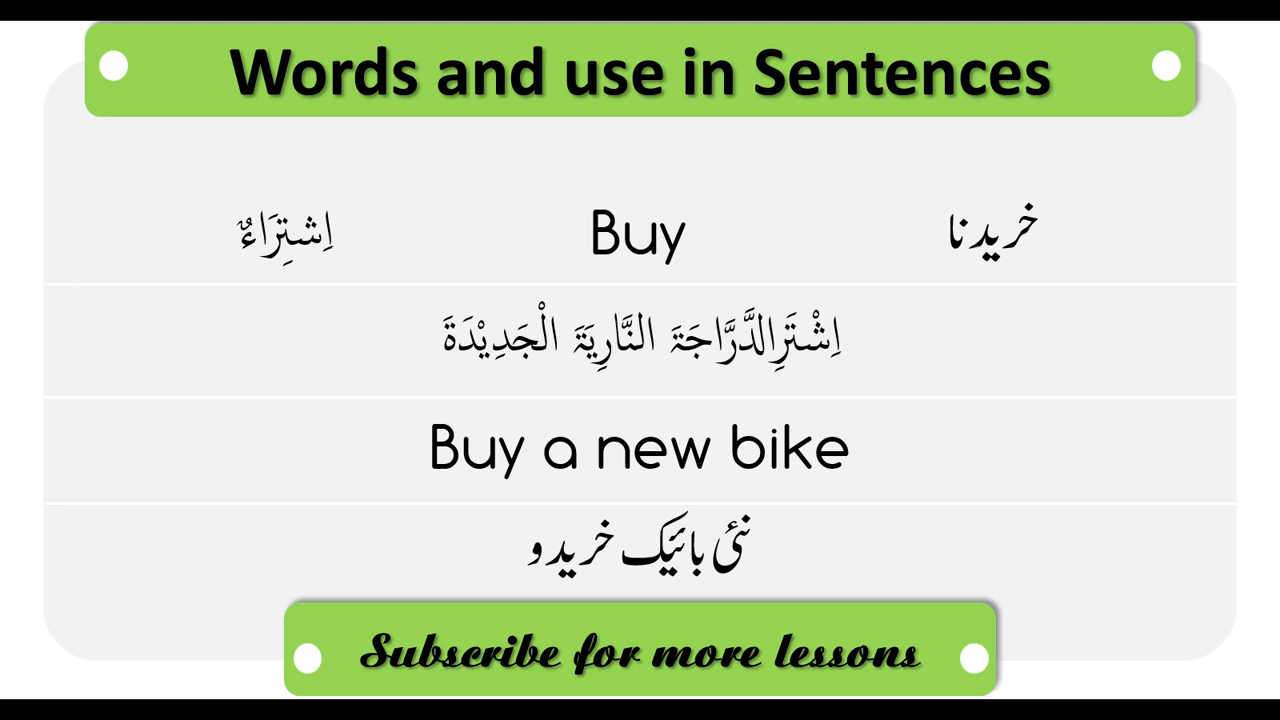 Words and use in Sentences
اِشتِرَاءٌ Buy خریدنا
اِشْتَرِالدَّرَّاجَۃَ النَّارِيَۃَ الْجَدِيْدَةَ
Buy a new bike
نئی بائیک خریدو
Subscribe for more lessons